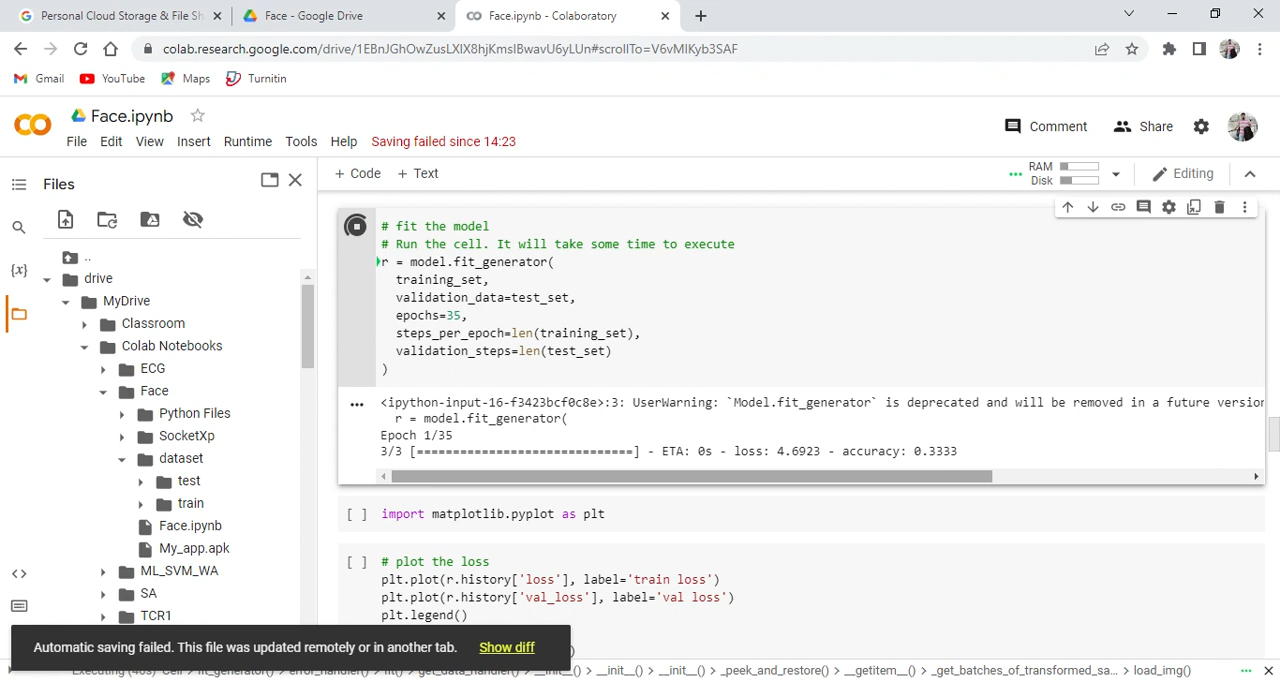 Personal Cloud Storage & File Sh
Face - Google Drive
Face.ipynb - Colaboratory
colab.research.google.com/drive/1EBnJGhOwZusLXIX8hjKmsIBwavU6yLUn#scrollTo=V6vMIKyb3SAF
Gmail YouTube Maps Turnitin
CO Face.ipynb
File Edit View Insert Runtime Tools Help Saving failed since 14:23
Comment Share
Files
+ Code + Text
RAM
Disk
Editing
..
drive
MyDrive
Classroom
Colab Notebooks
ECG
Face
Python Files
SocketXp
dataset
test
train
Face.ipynb
My_app.apk
ML_SVM_WA
SA
TCR1
{x}
# fit the model
# Run the cell. It will take some time to execute
r = model.fit_generator(
training_set,
validation_data=test_set,
epochs=35,
steps_per_epoch=len(training_set),
validation_steps=len(test_set)
)
<ipython-input-16-f3423bcf0c8e>:3: UserWarning: `Model.fit_generator` is deprecated and will be removed in a future version
r = model.fit_generator(
Epoch 1/35
3/3 [==============================] - ETA: 0s - loss: 4.6923 - accuracy: 0.3333
[ ] import matplotlib.pyplot as plt
[ ] # plot the loss
plt.plot(r.history['loss'], label='train loss')
plt.plot(r.history['val_loss'], label='val loss')
plt.legend()
Automatic saving failed. This file was updated remotely or in another tab. Show diff
__init__() > __init__() > __init__() > _peek_and_restore() > __getitem__() > _get_batches_of_transformed_sa... > load_img()